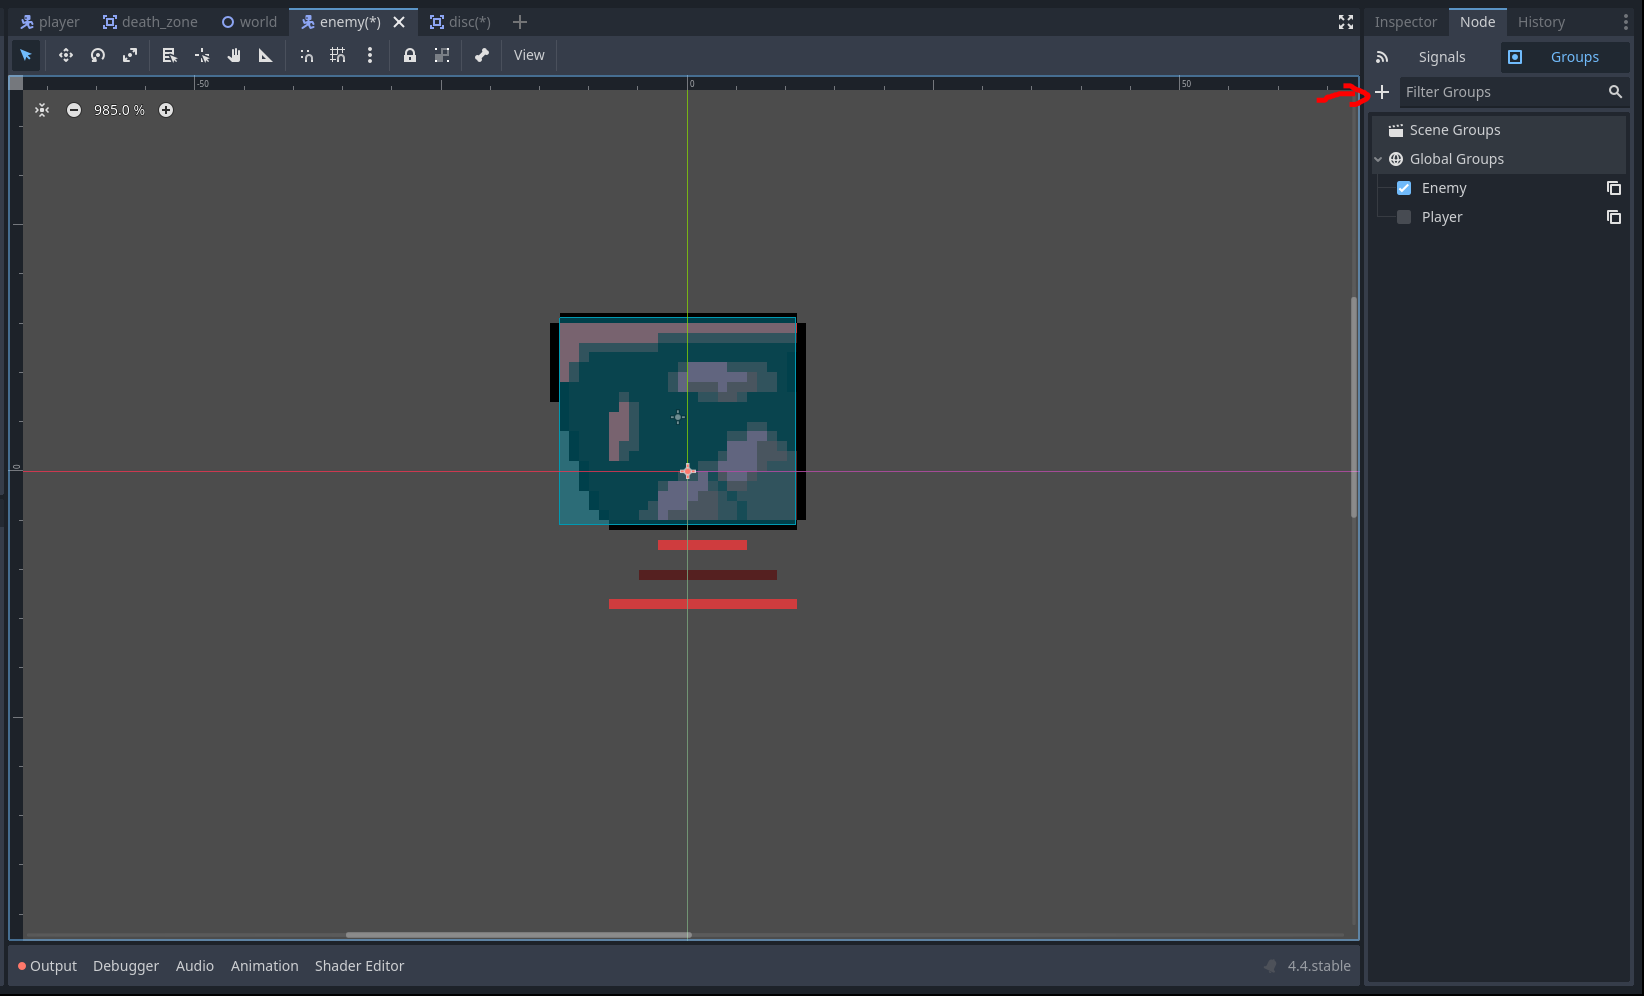 player death_zone world enemy(*) disc(*)
Inspector Node History
View
Signals Groups
-50 0 50
985.0 %
Filter Groups
Scene Groups
Global Groups
Enemy
Player
0
Output Debugger Audio Animation Shader Editor
4.4.stable